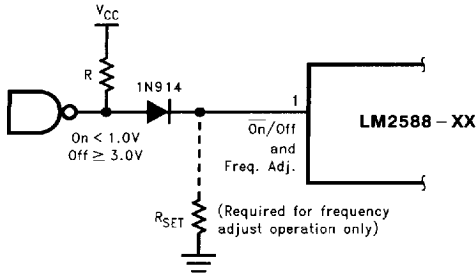 V_CC
R
1N914
1
On < 1.0V
Off ≥ 3.0V
O̅n̅/Off
and
Freq. Adj.
LM2588-XX
R_SET
(Required for frequency
adjust operation only)